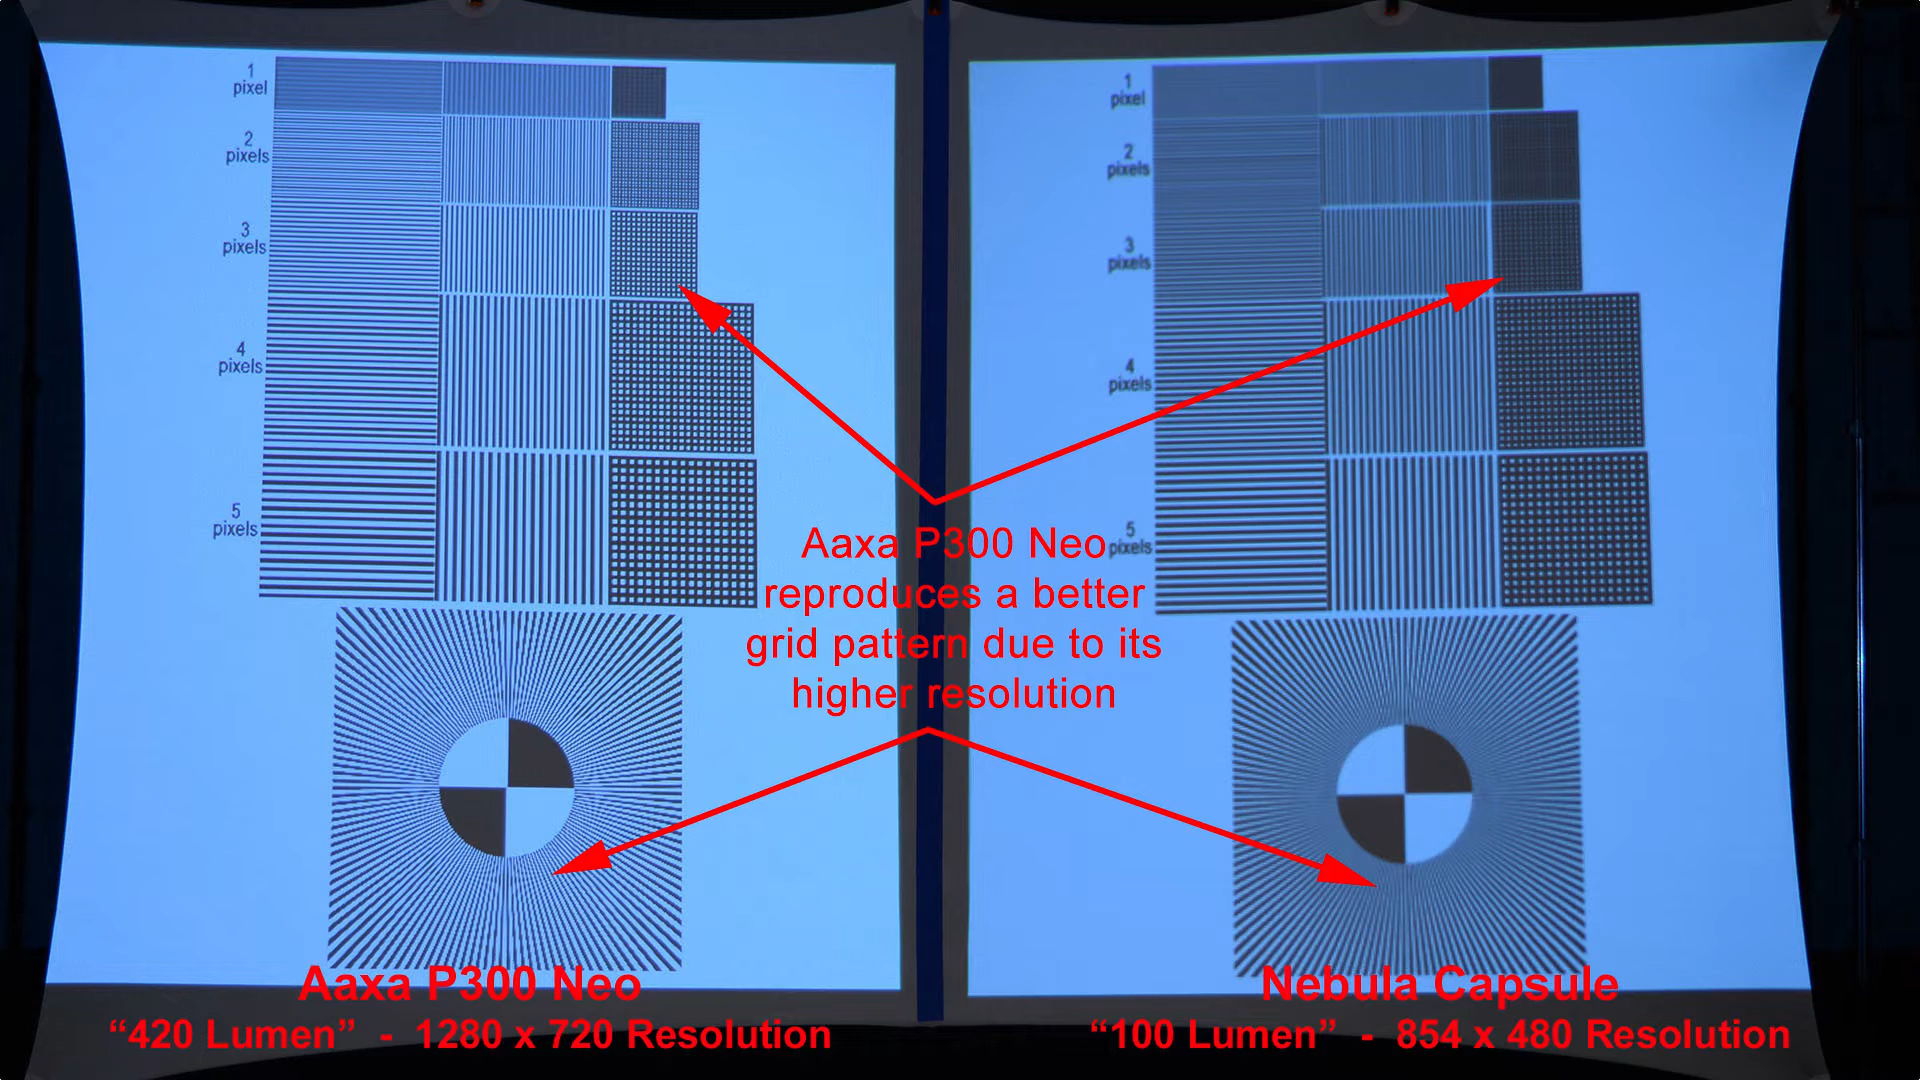 1
pixel
2
pixels
3
pixels
4
pixels
5
pixels
1
pixel
2
pixels
3
pixels
4
pixels
5
pixels
Aaxa P300 Neo
reproduces a better
grid pattern due to its
higher resolution
Aaxa P300 Neo
“420 Lumen” - 1280 x 720 Resolution
Nebula Capsule
“100 Lumen” - 854 x 480 Resolution